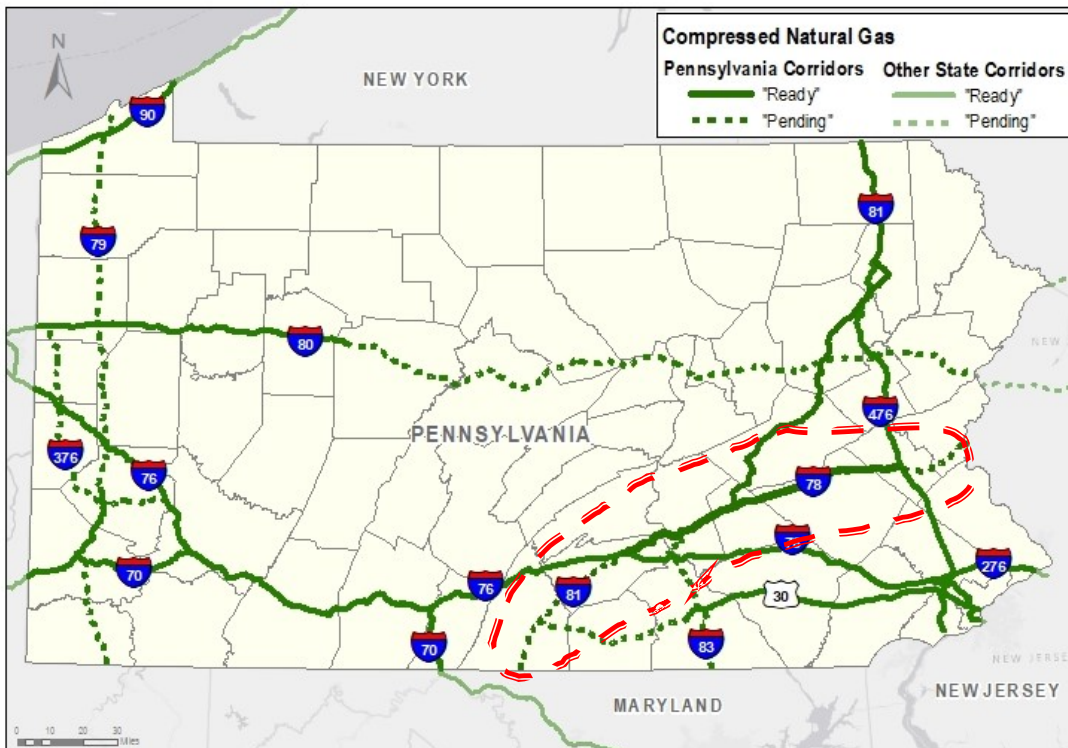 N
NEW YORK
Compressed Natural Gas
Pennsylvania Corridors
Other State Corridors
"Ready"
"Ready"
"Pending"
"Pending"
90
81
79
80
476
PENNSYLVANIA
376
76
78
276
70
76
81
30
70
83
NEW JERSEY
MARYLAND
NEW JERSEY
0 10 20 30
Miles